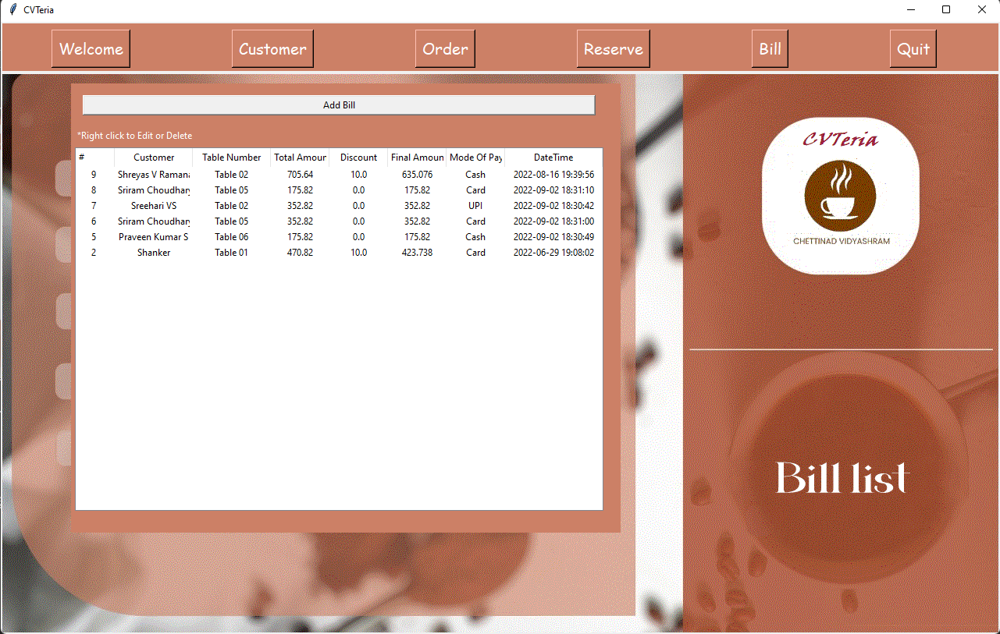 CVTeria
Welcome Customer Order Reserve Bill Quit
Add Bill
*Right click to Edit or Delete
# Customer Table Number Total Amour Discount Final Amoun Mode Of Pay DateTime
9 Shreyas V Ramana Table 02 705.64 10.0 635.076 Cash 2022-08-16 19:39:56
8 Sriram Choudhary Table 05 175.82 0.0 175.82 Card 2022-09-02 18:31:10
7 Sreehari VS Table 02 352.82 0.0 352.82 UPI 2022-09-02 18:30:42
6 Sriram Choudhary Table 05 352.82 0.0 352.82 Card 2022-09-02 18:31:00
5 Praveen Kumar S Table 06 175.82 0.0 175.82 Cash 2022-09-02 18:30:49
2 Shanker Table 01 470.82 10.0 423.738 Card 2022-06-29 19:08:02
CVTeria
CHETTINAD VIDYASHRAM
Bill list